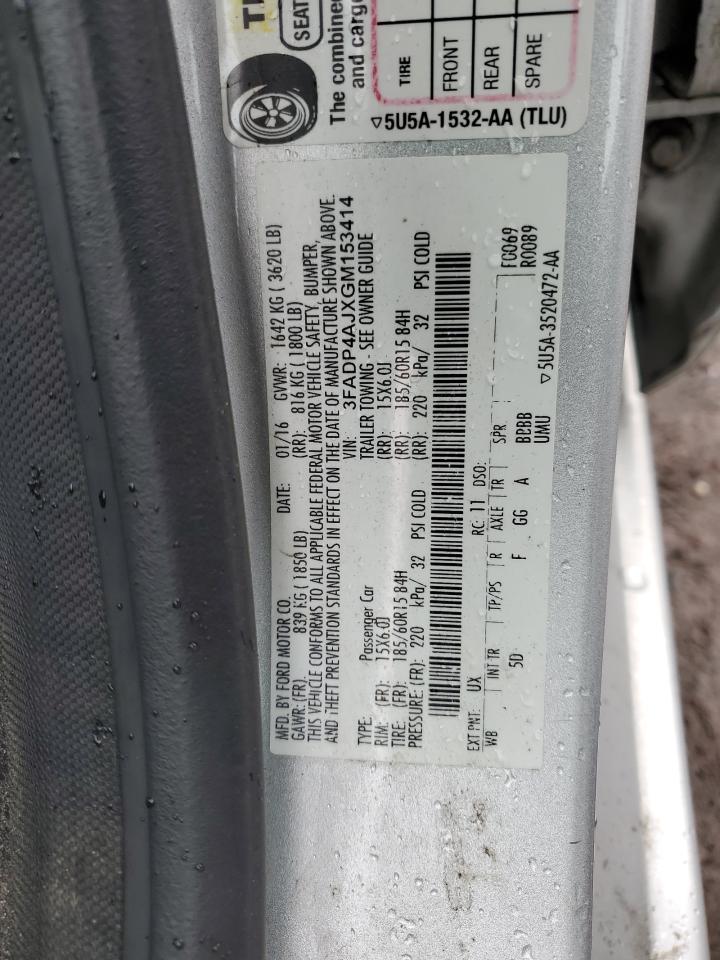 TI
SEAT
The combined
and cargo
TIRE
FRONT
REAR
SPARE
▽5U5A-1532-AA (TLU)
MFD. BY FORD MOTOR CO. DATE: 01/16 GVWR: 1642 KG ( 3620 LB)
GAWR: (FR): 839 KG ( 1850 LB) (RR): 816 KG ( 1800 LB)
THIS VEHICLE CONFORMS TO ALL APPLICABLE FEDERAL MOTOR VEHICLE SAFETY, BUMPER,
AND THEFT PREVENTION STANDARDS IN EFFECT ON THE DATE OF MANUFACTURE SHOWN ABOVE.
VIN: 3FADP4AJXGM153414
TYPE: Passenger Car TRAILER TOWING - SEE OWNER GUIDE
RIM: (FR): 15X6.0J (RR): 15X6.0J
TIRE: (FR): 185/60R15 84H (RR): 185/60R15 84H
PRESSURE: (FR): 220 kPa/ 32 PSI COLD (RR): 220 kPa/ 32 PSI COLD
EXT PNT: UX RC: 11 DSO: FG069
WB INT TR TP/PS R AXLE TR SPR R0089
5D F GG A BBBB
UMU
▽5U5A-3520472-AA